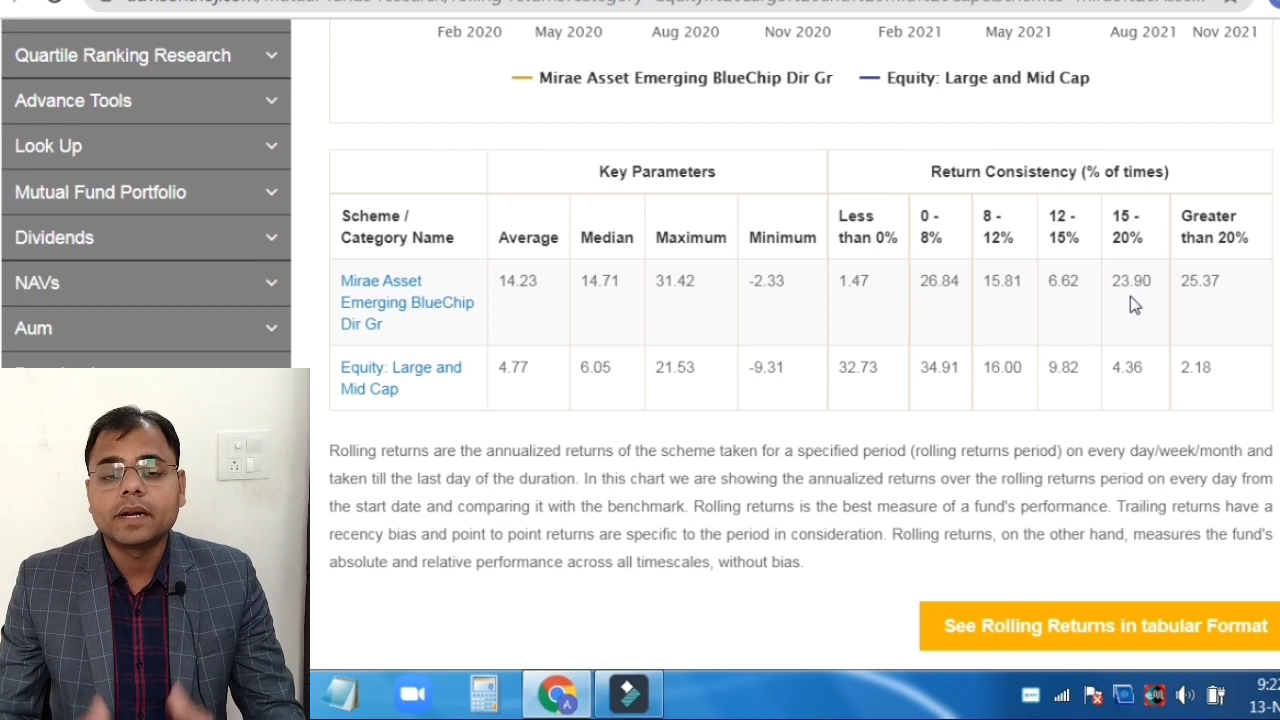 Quartile Ranking Research
Advance Tools
Look Up
Mutual Fund Portfolio
Dividends
NAVs
Aum
Feb 2020 May 2020 Aug 2020 Nov 2020 Feb 2021 May 2021 Aug 2021 Nov 2021
Mirae Asset Emerging BlueChip Dir Gr Equity: Large and Mid Cap
Key Parameters Return Consistency (% of times)
Scheme / Less 0 - 8 - 12 - 15 - Greater
Category Name Average Median Maximum Minimum than 0% 8% 12% 15% 20% than 20%
Mirae Asset 14.23 14.71 31.42 -2.33 1.47 26.84 15.81 6.62 23.90 25.37
Emerging BlueChip
Dir Gr
Equity: Large and 4.77 6.05 21.53 -9.31 32.73 34.91 16.00 9.82 4.36 2.18
Mid Cap
Rolling returns are the annualized returns of the scheme taken for a specified period (rolling returns period) on every day/week/month and
taken till the last day of the duration. In this chart we are showing the annualized returns over the rolling returns period on every day from
the start date and comparing it with the benchmark. Rolling returns is the best measure of a fund's performance. Trailing returns have a
recency bias and point to point returns are specific to the period in consideration. Rolling returns, on the other hand, measures the fund's
absolute and relative performance across all timescales, without bias.
See Rolling Returns in tabular Format
A
9:22
13-N